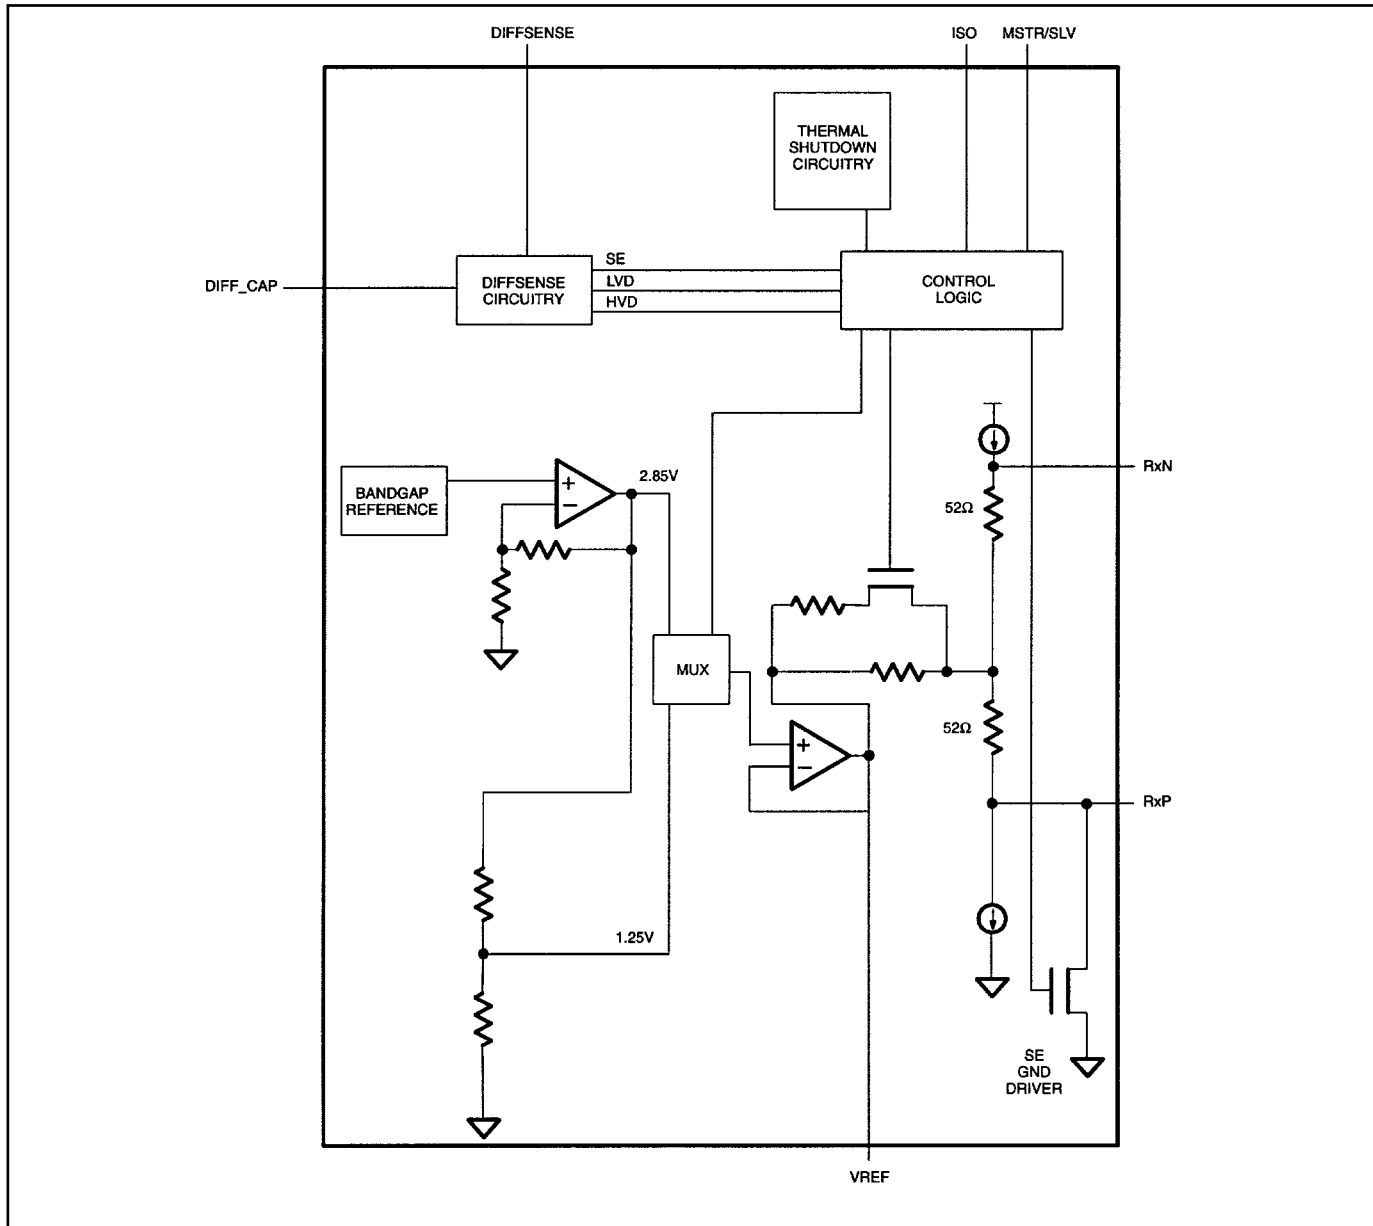 DIFFSENSE
ISO
MSTR/SLV
THERMAL
SHUTDOWN
CIRCUITRY
DIFF_CAP
DIFFSENSE
CIRCUITRY
SE
LVD
HVD
CONTROL
LOGIC
BANDGAP
REFERENCE
+
−
2.85V
RxN
52Ω
MUX
+
−
52Ω
RxP
1.25V
SE
GND
DRIVER
VREF